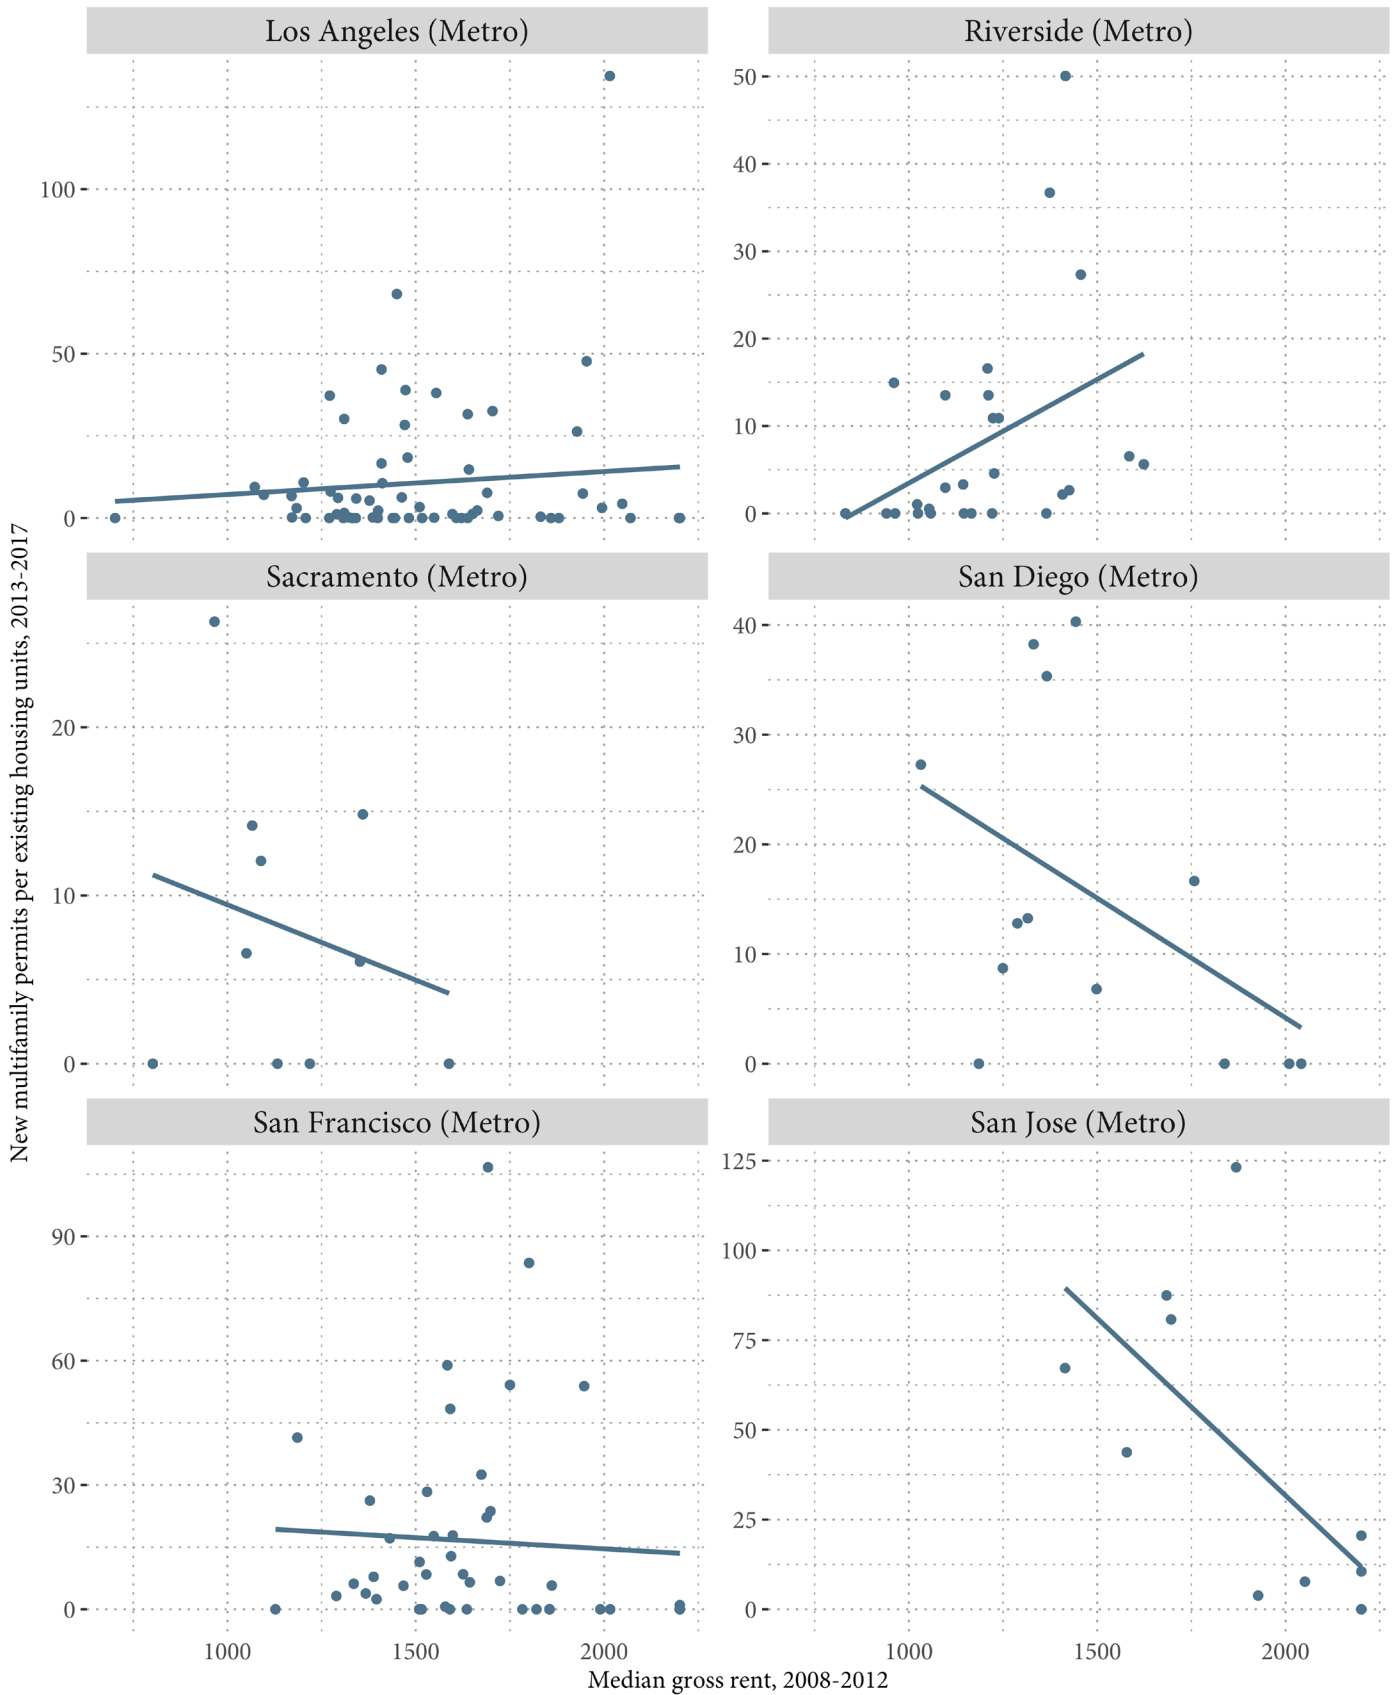 Los Angeles (Metro)
Riverside (Metro)
100
50
0
50
40
30
20
10
0
Sacramento (Metro)
San Diego (Metro)
20
10
0
40
30
20
10
0
San Francisco (Metro)
San Jose (Metro)
90
60
30
0
125
100
75
50
25
0
1000 1500 2000
1000 1500 2000
Median gross rent, 2008-2012
New multifamily permits per existing housing units, 2013-2017